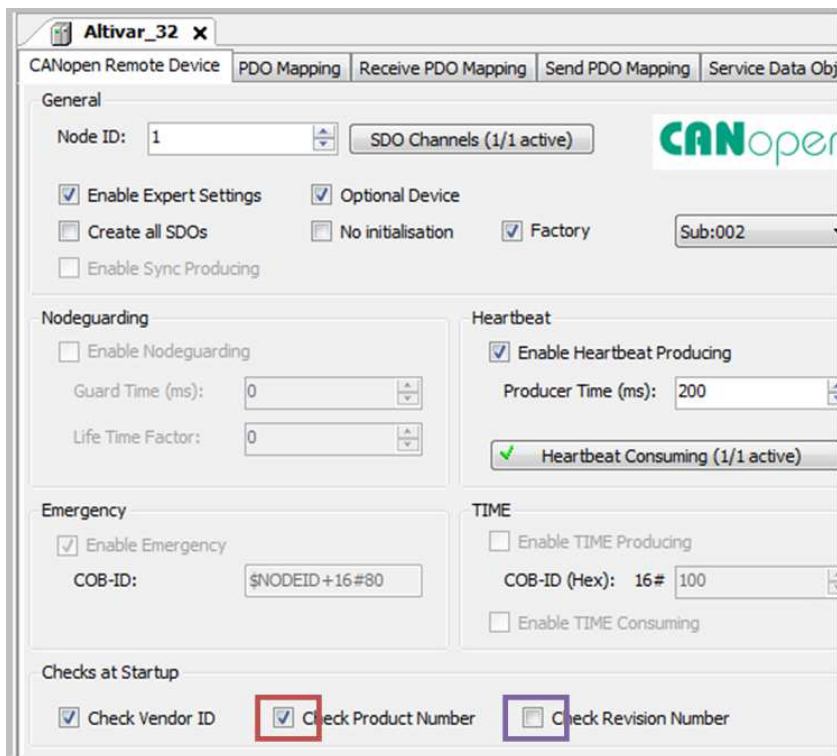 Altivar_32 X
CANopen Remote Device PDO Mapping Receive PDO Mapping Send PDO Mapping Service Data Obj
General
Node ID: 1 SDO Channels (1/1 active) CANopen
Enable Expert Settings Optional Device
Create all SDOs No initialisation Factory Sub:002
Enable Sync Producing
Nodeguarding Heartbeat
Enable Nodeguarding Enable Heartbeat Producing
Guard Time (ms): 0 Producer Time (ms): 200
Life Time Factor: 0
Heartbeat Consuming (1/1 active)
Emergency TIME
Enable Emergency Enable TIME Producing
COB-ID: $NODEID+16#80 COB-ID (Hex): 16# 100
Enable TIME Consuming
Checks at Startup
Check Vendor ID Check Product Number Check Revision Number